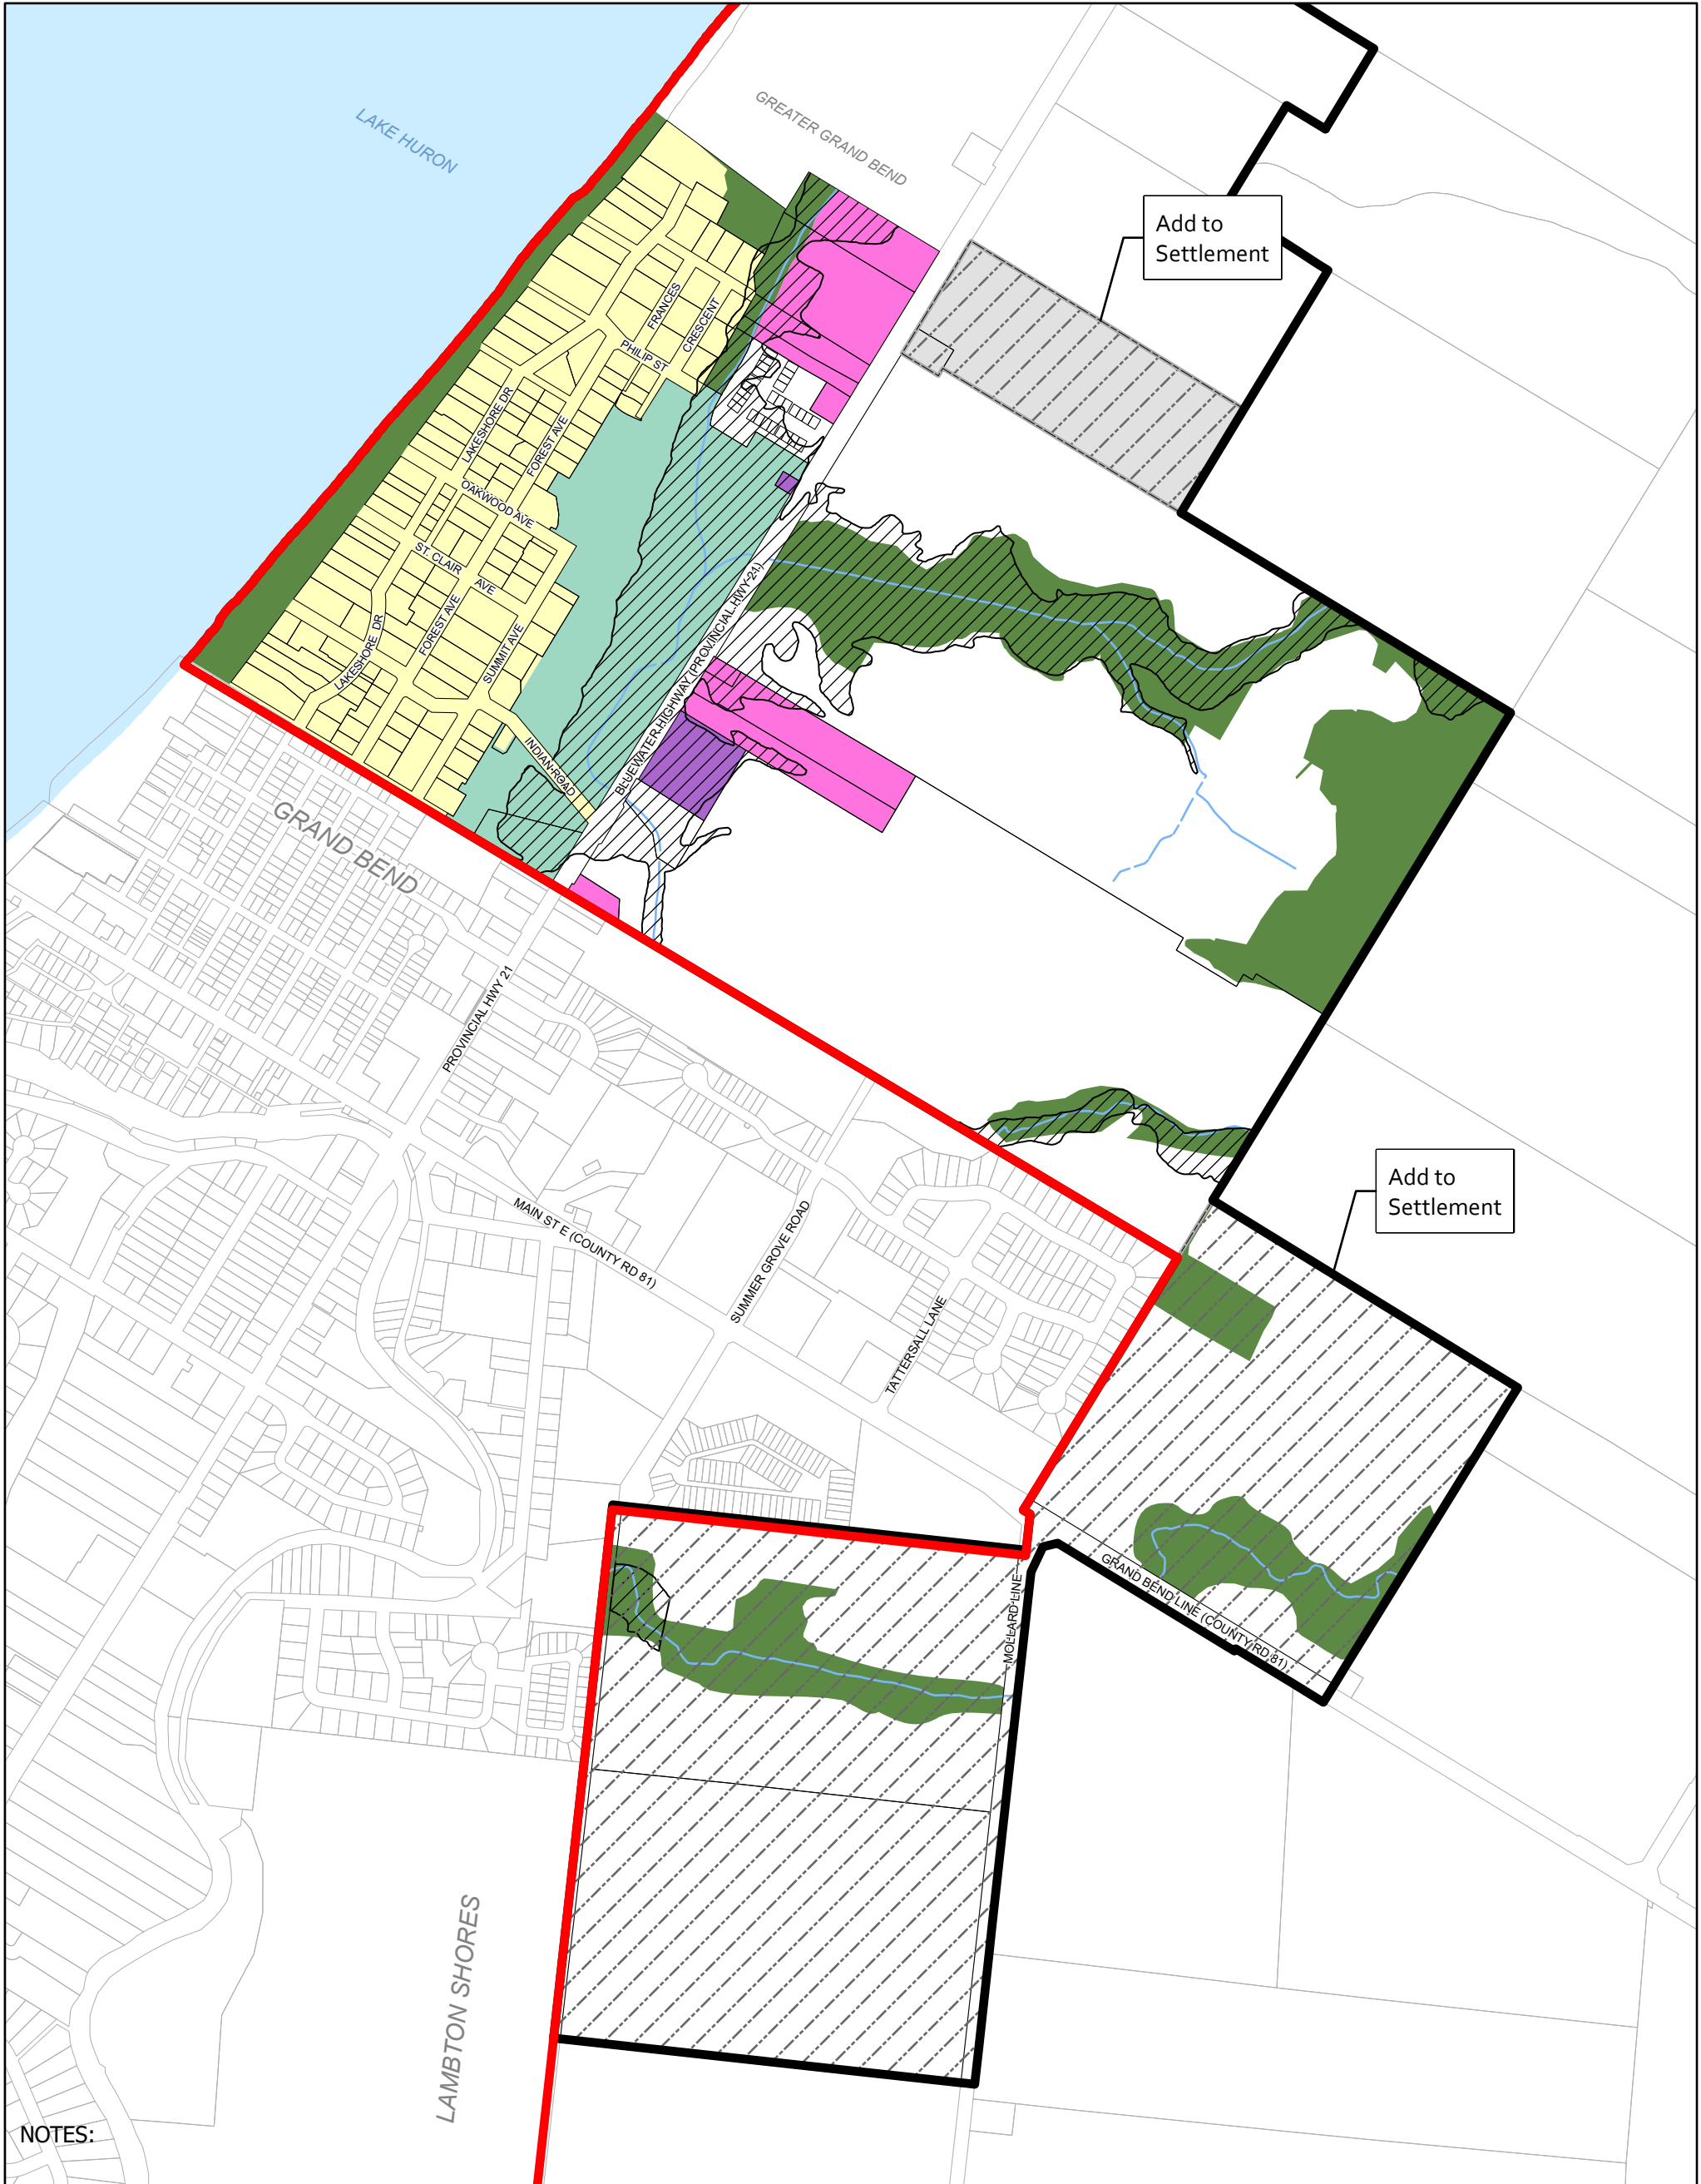 LAKE HURON
GREATER GRAND BEND
Add to
Settlement
FRANCES
CRESCENT
PHILIP ST
LAKESHORE DR
FOREST AVE
OAKWOOD AVE
ST. CLAIR AVE
FOREST AVE
LAKESHORE DR
SUMMIT AVE
BLUEWATER HIGHWAY (PROVINCIAL HWY 21)
INDIAN ROAD
GRAND BEND
PROVINCIAL HWY 21
Add to
Settlement
MAIN ST E (COUNTY RD 81)
SUMMER GROVE ROAD
TATTERSALL LANE
GRAND BEND LINE (COUNTY RD 81)
MOLLARD LINE
LAMBTON SHORES
NOTES: